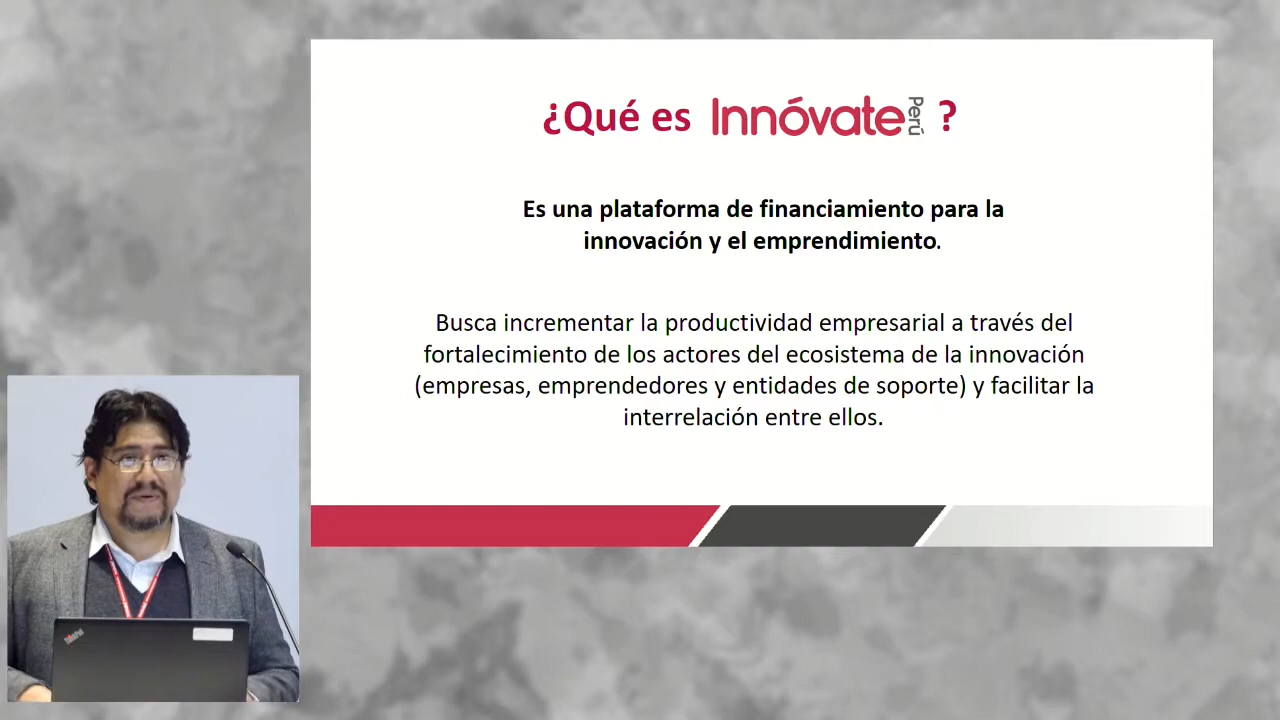 ¿Qué es Innóvate Perú ?
Es una plataforma de financiamiento para la
innovación y el emprendimiento.
Busca incrementar la productividad empresarial a través del
fortalecimiento de los actores del ecosistema de la innovación
(empresas, emprendedores y entidades de soporte) y facilitar la
interrelación entre ellos.
ThinkPad